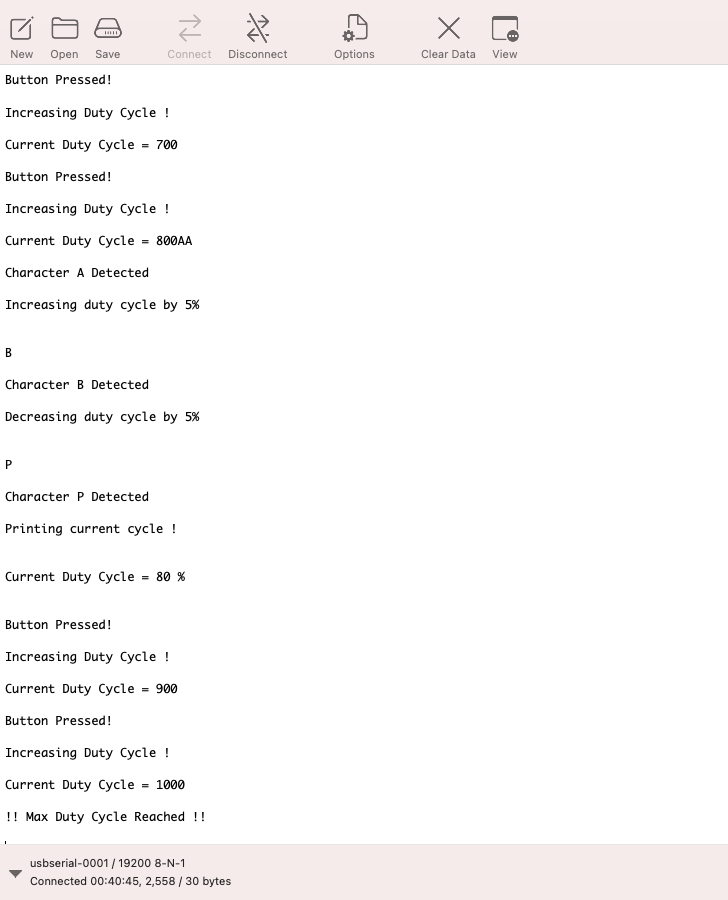 New Open Save Connect Disconnect Options Clear Data View
Button Pressed!
Increasing Duty Cycle !
Current Duty Cycle = 700
Button Pressed!
Increasing Duty Cycle !
Current Duty Cycle = 800AA
Character A Detected
Increasing duty cycle by 5%
B
Character B Detected
Decreasing duty cycle by 5%
P
Character P Detected
Printing current cycle !
Current Duty Cycle = 80 %
Button Pressed!
Increasing Duty Cycle !
Current Duty Cycle = 900
Button Pressed!
Increasing Duty Cycle !
Current Duty Cycle = 1000
!! Max Duty Cycle Reached !!
usbserial-0001 / 19200 8-N-1
Connected 00:40:45, 2,558 / 30 bytes